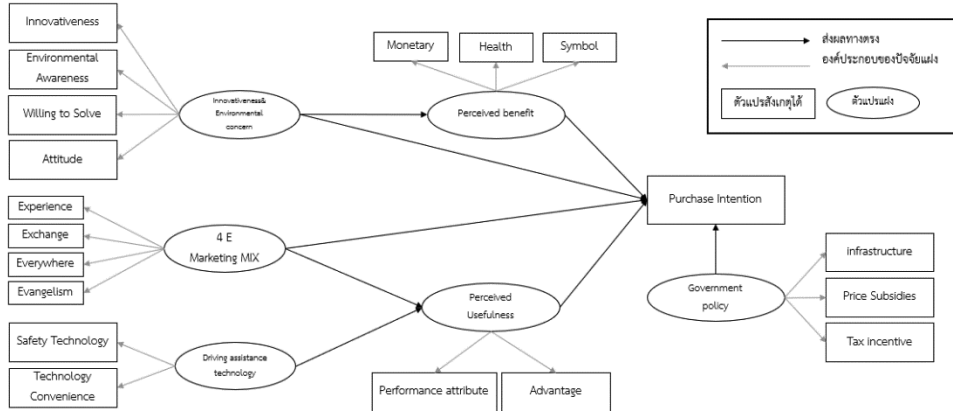 Innovativeness
Environmental
Awareness
Willing to Solve
Attitude
Innovativeness&
Environmental
concern
Monetary
Health
Symbol
Perceived benefit
ส่งผลทางตรง
องค์ประกอบของปัจจัยแฝง
ตัวแปรสังเกตุได้
ตัวแปรแฝง
Experience
Exchange
Everywhere
Evangelism
4 E
Marketing MIX
Purchase Intention
Perceived
Usefulness
Government
policy
infrastructure
Price Subsidies
Tax incentive
Safety Technology
Technology
Convenience
Driving assistance
technology
Performance attribute
Advantage